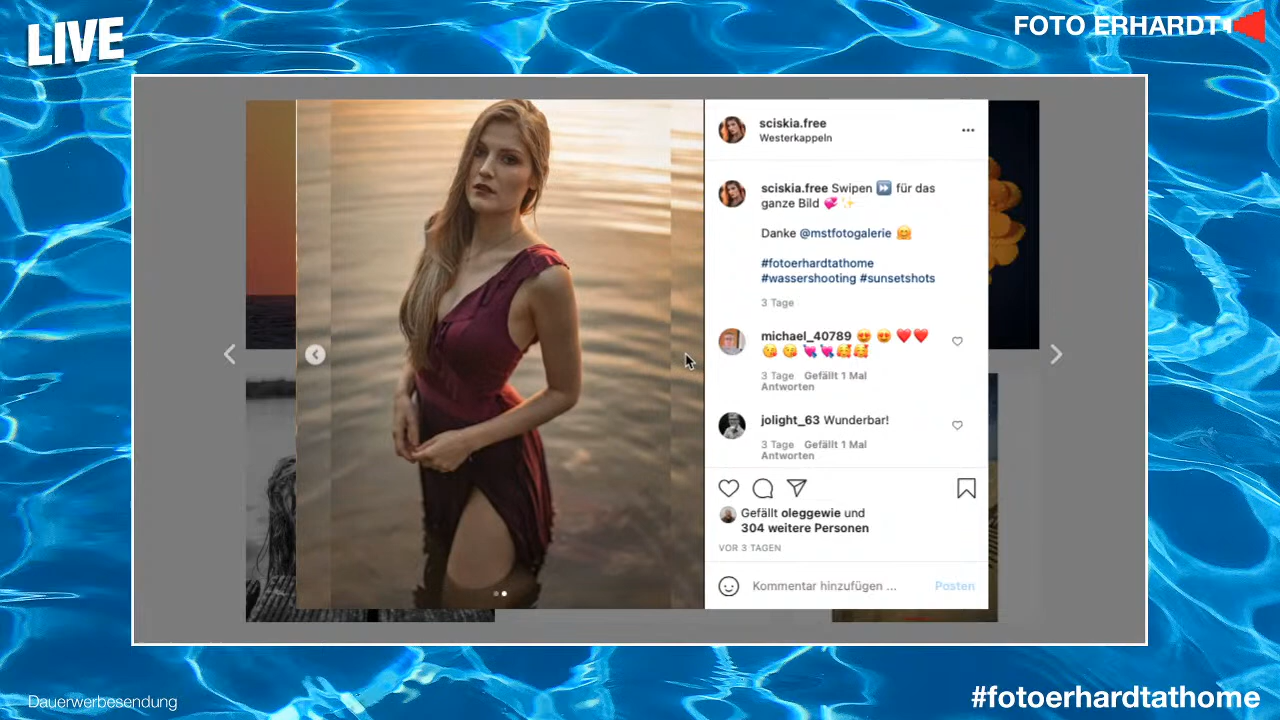 LIVE
FOTO ERHARDT
sciskia.free
Westerkappeln
sciskia.free Swipen ⏩ für das
ganze Bild 💞 ✨
Danke @mstfotogalerie 🤗
#fotoerhardtathome
#wassershooting #sunsetshots
3 Tage
michael_40789 😍 😍 ❤️❤️
😘 😘 💘💘🥰🥰
3 Tage Gefällt 1 Mal
Antworten
jolight_63 Wunderbar!
3 Tage Gefällt 1 Mal
Antworten
Gefällt oleggewie und
304 weitere Personen
VOR 3 TAGEN
Kommentar hinzufügen ... Posten
Dauerwerbesendung
#fotoerhardtathome